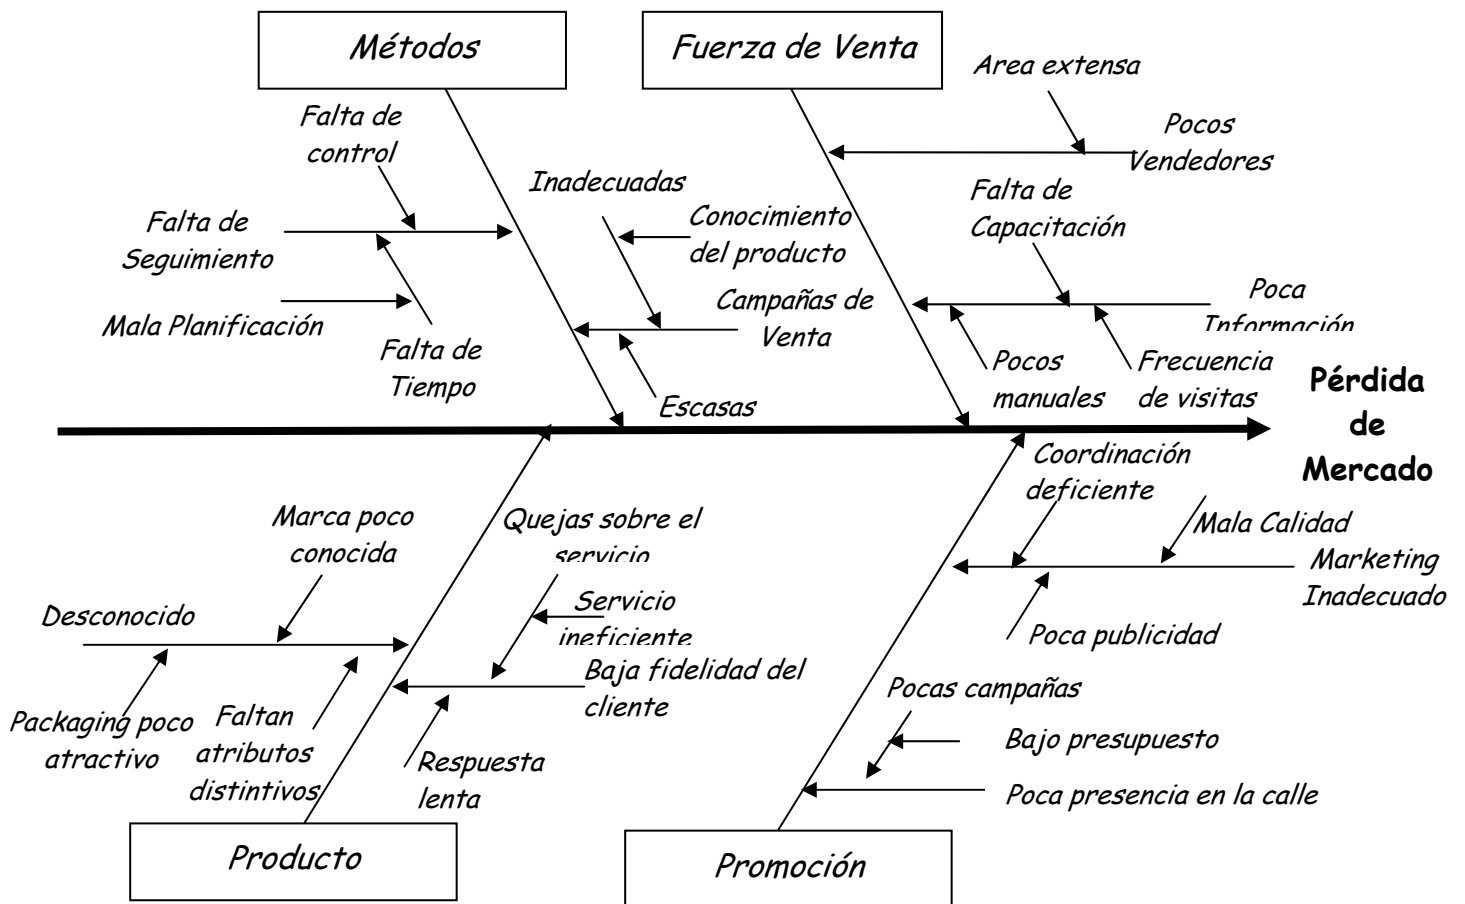 Métodos
Fuerza de Venta
Area extensa
Falta de
control
Pocos
Vendedores
Inadecuadas
Falta de
Capacitación
Conocimiento
del producto
Falta de
Seguimiento
Campañas de
Venta
Poca
Información
Mala Planificación
Falta de
Tiempo
Pocos
manuales
Frecuencia
de visitas
Escasas
Pérdida
de
Mercado
Coordinación
deficiente
Marca poco
conocida
Quejas sobre el
servicio
Mala Calidad
Marketing
Inadecuado
Desconocido
Servicio
ineficiente
Poca publicidad
Baja fidelidad del
cliente
Pocas campañas
Packaging poco
atractivo
Faltan
atributos
distintivos
Respuesta
lenta
Bajo presupuesto
Poca presencia en la calle
Producto
Promoción